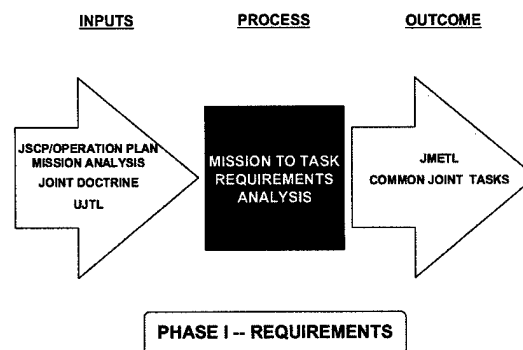 INPUTS
PROCESS
OUTCOME
JSCP/OPERATION PLAN
MISSION ANALYSIS
JOINT DOCTRINE
UJTL
MISSION TO TASK
REQUIREMENTS
ANALYSIS
JMETL
COMMON JOINT TASKS
PHASE I -- REQUIREMENTS